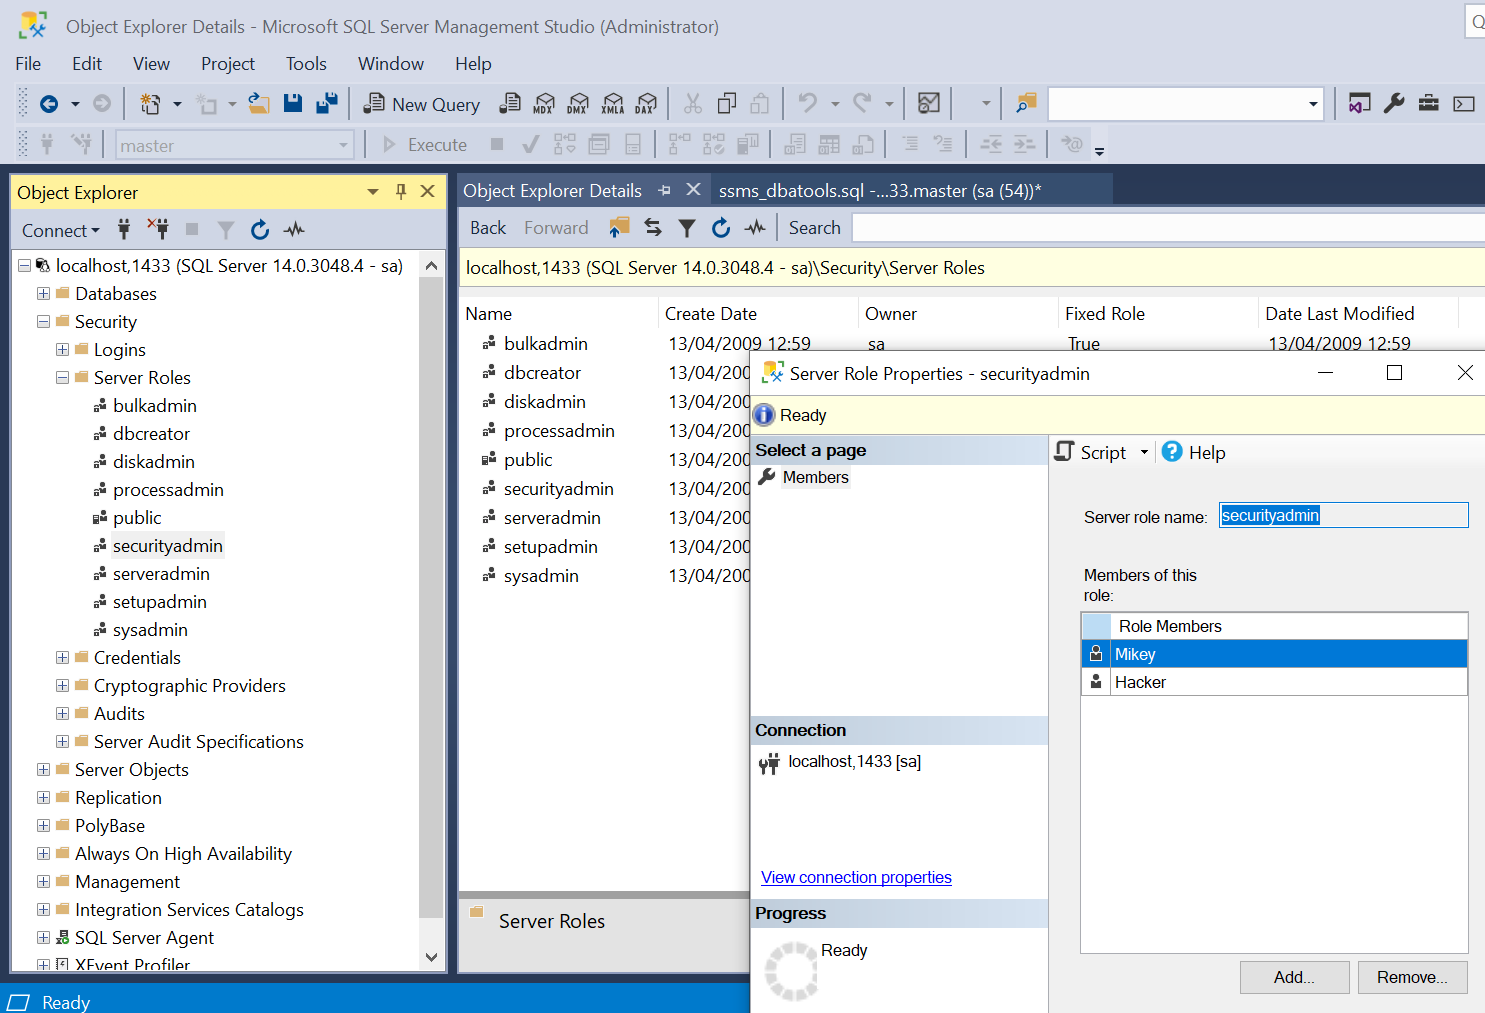 Object Explorer Details - Microsoft SQL Server Management Studio (Administrator)
Q
File Edit View Project Tools Window Help
New Query MDX DMX XMLA DAX
master Execute
Object Explorer
Connect
localhost,1433 (SQL Server 14.0.3048.4 - sa)
Databases
Security
Logins
Server Roles
bulkadmin
dbcreator
diskadmin
processadmin
public
securityadmin
serveradmin
setupadmin
sysadmin
Credentials
Cryptographic Providers
Audits
Server Audit Specifications
Server Objects
Replication
PolyBase
Always On High Availability
Management
Integration Services Catalogs
SQL Server Agent
XEvent Profiler
Object Explorer Details ssms_dbatools.sql -...33.master (sa (54))*
Back Forward Search
localhost,1433 (SQL Server 14.0.3048.4 - sa)\Security\Server Roles
Name Create Date Owner Fixed Role Date Last Modified
bulkadmin 13/04/2009 12:59 sa True 13/04/2009 12:59
dbcreator 13/04/200
diskadmin 13/04/200
processadmin 13/04/200
public 13/04/200
securityadmin 13/04/200
serveradmin 13/04/200
setupadmin 13/04/200
sysadmin 13/04/200
Server Roles
Server Role Properties - securityadmin
Ready
Select a page
Members
Connection
localhost,1433 [sa]
View connection properties
Progress
Ready
Script Help
Server role name: securityadmin
Members of this
role:
Role Members
Mikey
Hacker
Add... Remove...
Ready